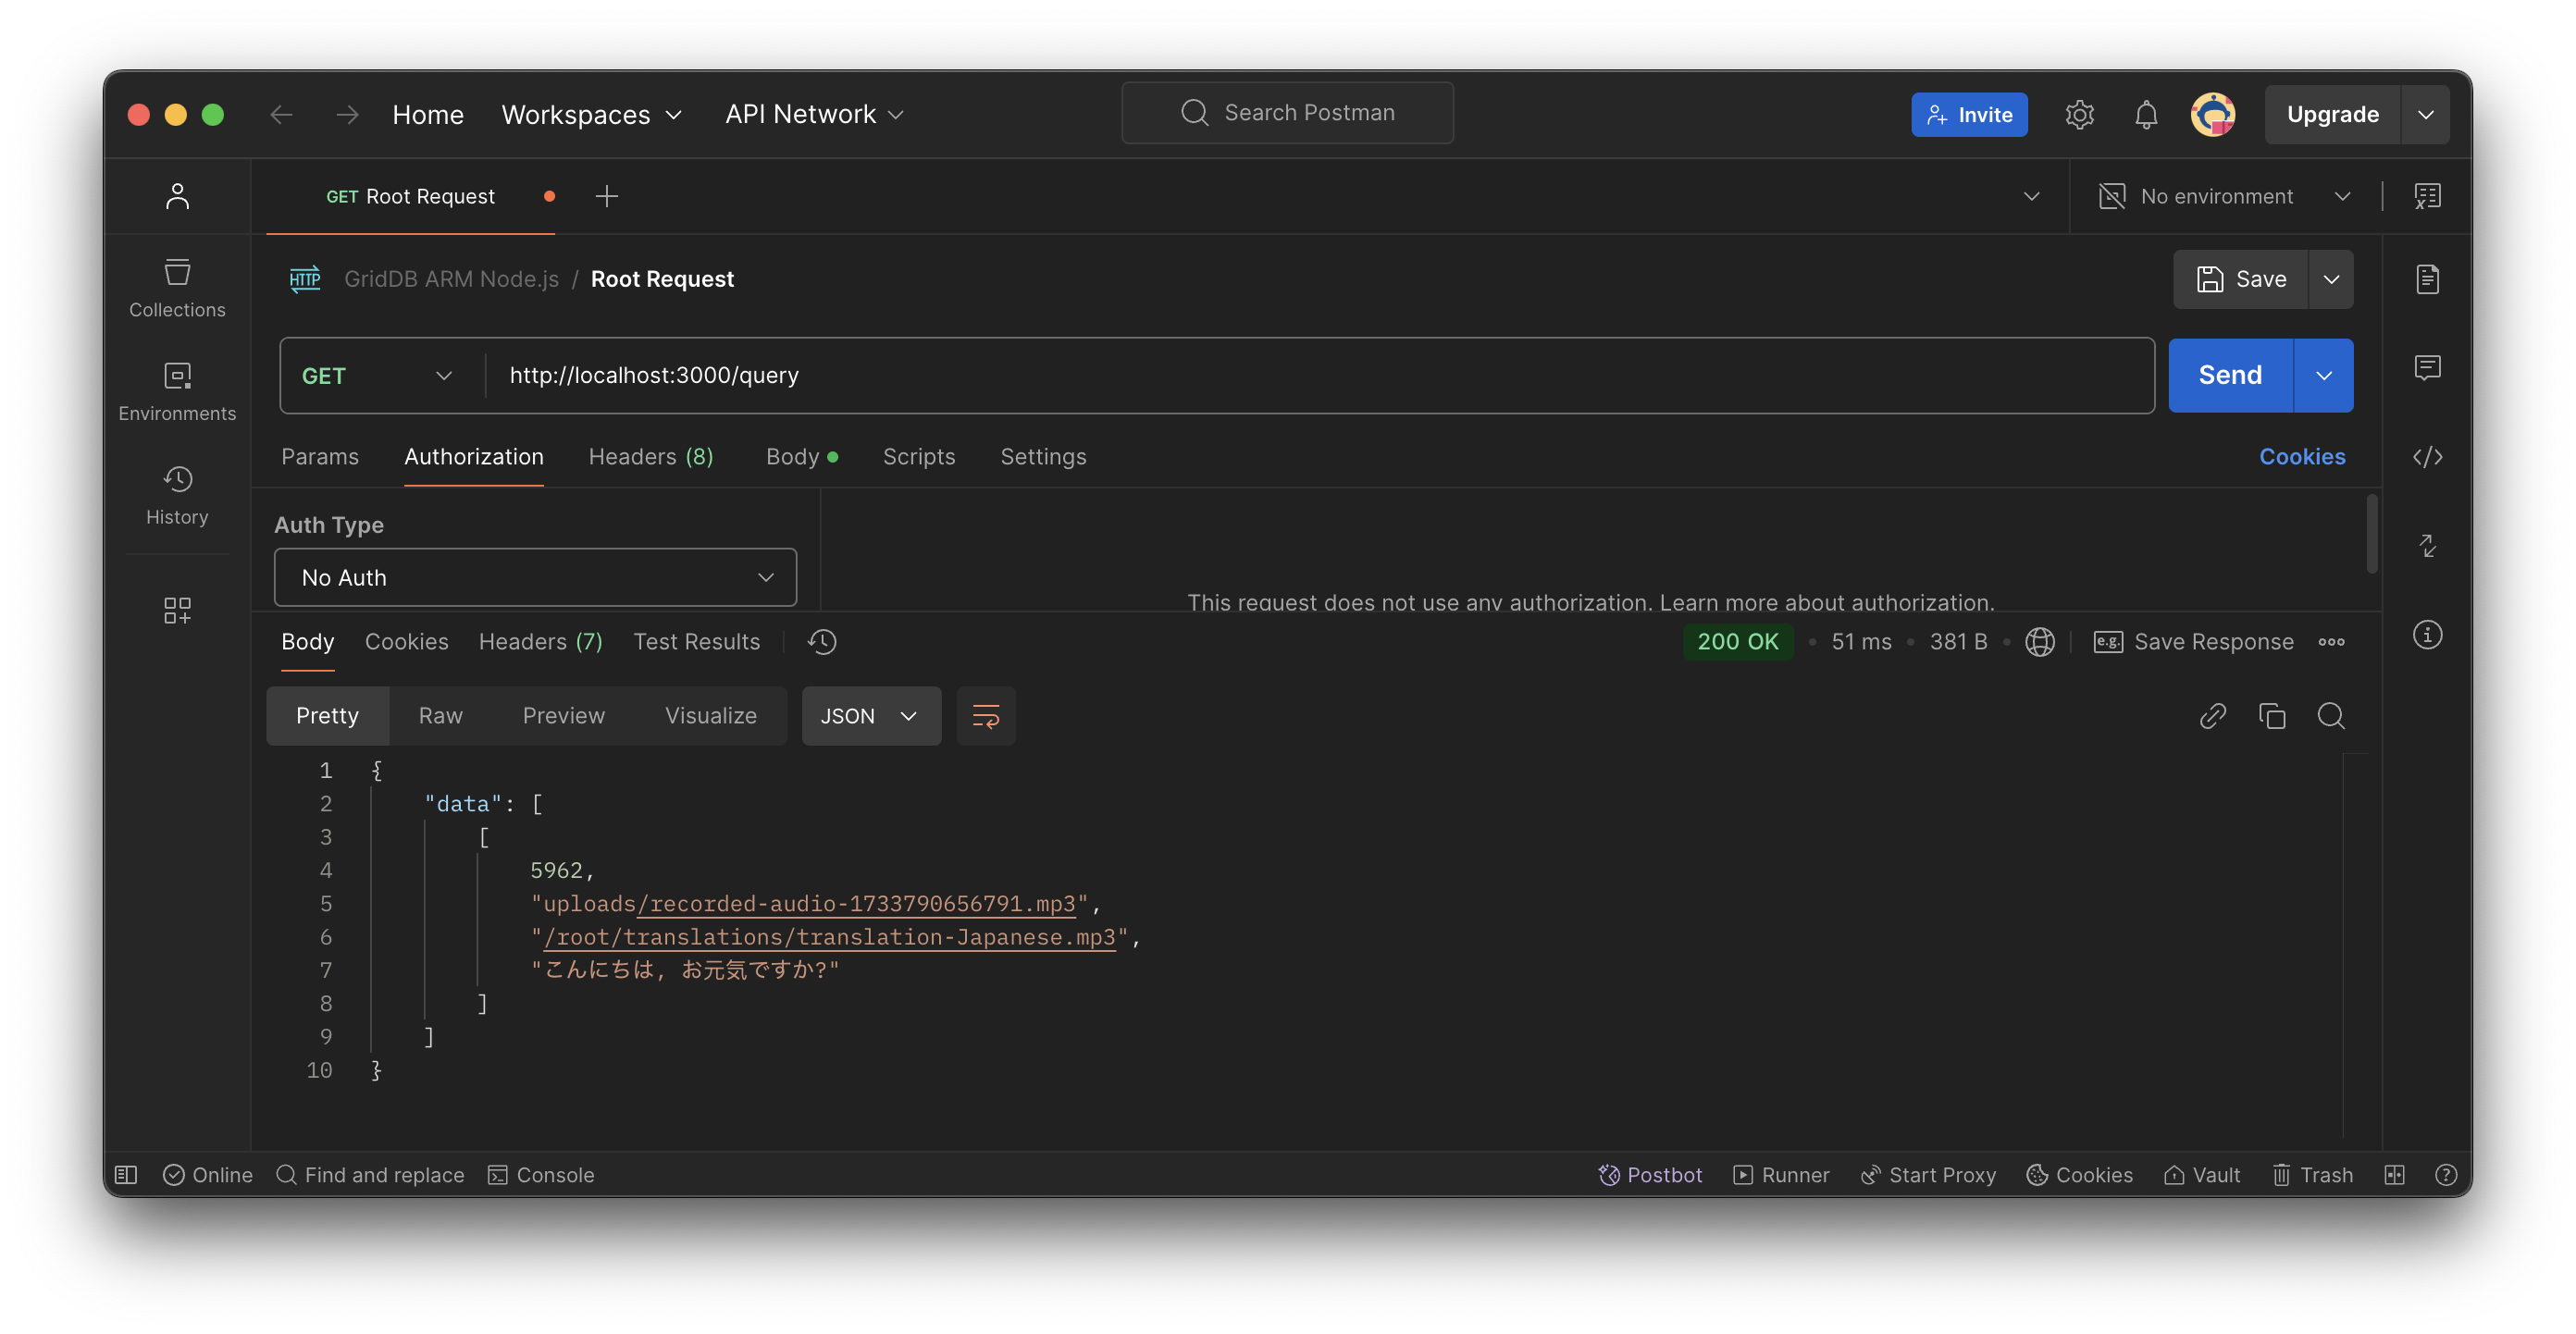 Home Workspaces API Network Search Postman Invite Upgrade
GET Root Request No environment
HTTP GridDB ARM Node.js / Root Request Save
Collections
GET http://localhost:3000/query Send
Environments
Params Authorization Headers (8) Body Scripts Settings Cookies
History
Auth Type
No Auth
This request does not use any authorization. Learn more about authorization.
Body Cookies Headers (7) Test Results 200 OK • 51 ms • 381 B • e.g. Save Response
Pretty Raw Preview Visualize JSON
1 {
2 "data": [
3 [
4 5962,
5 "uploads/recorded-audio-1733790656791.mp3",
6 "/root/translations/translation-Japanese.mp3",
7 "こんにちは, お元気ですか?"
8 ]
9 ]
10 }
Online Find and replace Console Postbot Runner Start Proxy Cookies Vault Trash